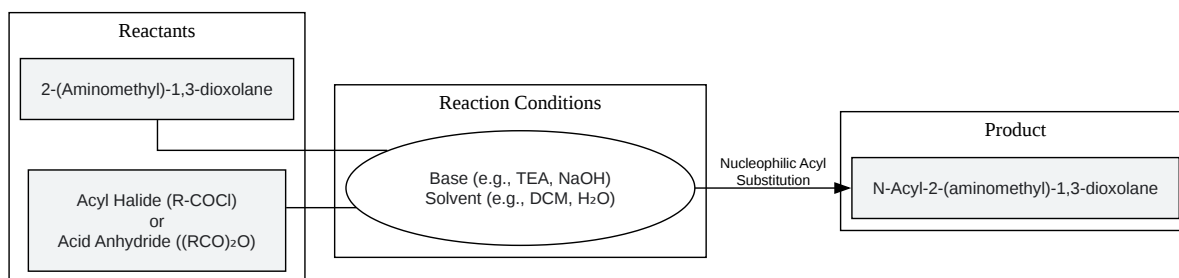 Reactants
2-(Aminomethyl)-1,3-dioxolane
Acyl Halide (R-COCl)
or
Acid Anhydride ((RCO)₂O)
Reaction Conditions
Base (e.g., TEA, NaOH)
Solvent (e.g., DCM, H₂O)
Nucleophilic Acyl
Substitution
Product
N-Acyl-2-(aminomethyl)-1,3-dioxolane